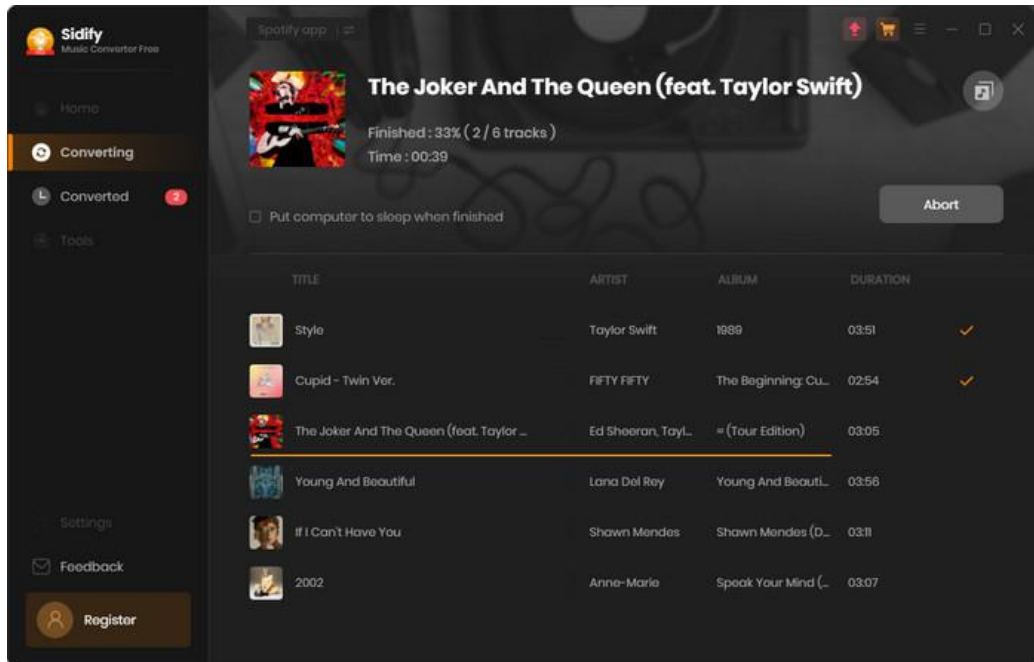 Sidify
Music Converter Free
Spotify app
The Joker And The Queen (feat. Taylor Swift)
Finished : 33% ( 2 / 6 tracks )
Time : 00:39
Abort
Put computer to sleep when finished
Home
Converting
Converted 2
Tools
Settings
Feedback
Register
TITLE ARTIST ALBUM DURATION
Style Taylor Swift 1989 03:51
Cupid - Twin Ver. FIFTY FIFTY The Beginning: Cu... 02:54
The Joker And The Queen (feat. Taylor ... Ed Sheeran, Tayl... = (Tour Edition) 03:05
Young And Beautiful Lana Del Rey Young And Beauti... 03:56
If I Can't Have You Shawn Mendes Shawn Mendes (D... 03:11
2002 Anne-Marie Speak Your Mind (... 03:07